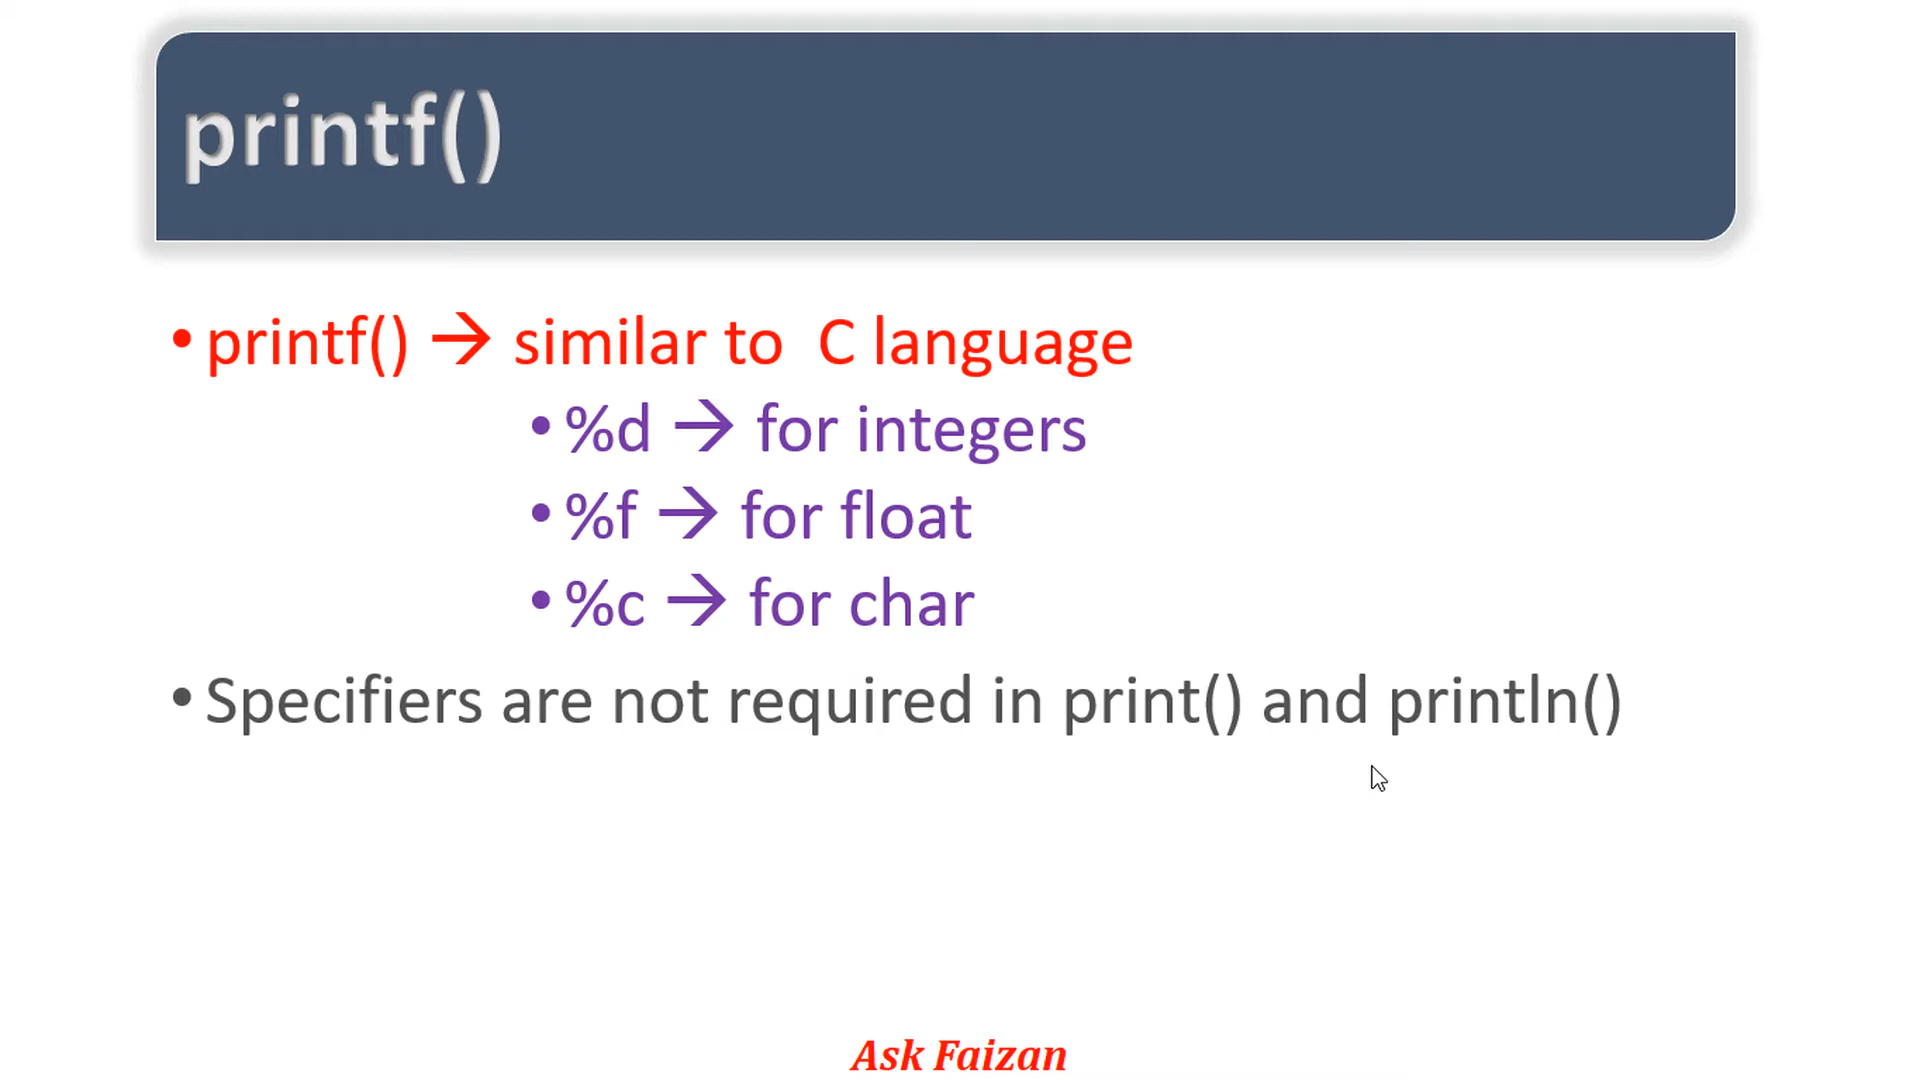 printf()
• printf() → similar to C language
• %d → for integers
• %f → for float
• %c → for char
• Specifiers are not required in print() and println()
Ask Faizan